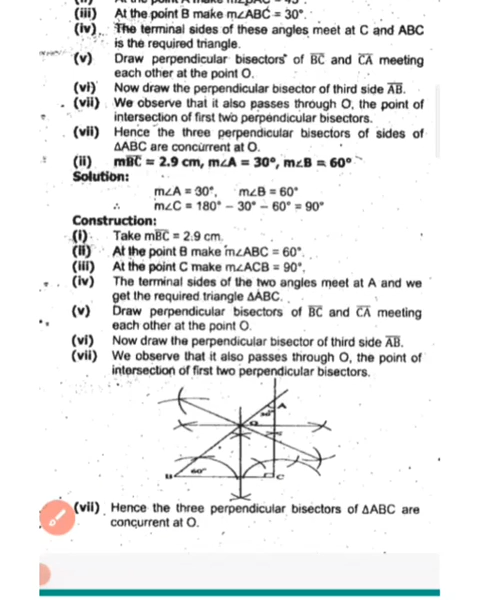 (iii) At the point B make m∠ABC = 30°.
(iv) The terminal sides of these angles meet at C and ABC
is the required triangle.
(v) Draw perpendicular bisectors of BC and CA meeting
each other at the point O.
(vi) Now draw the perpendicular bisector of third side AB.
(vii) We observe that it also passes through O, the point of
intersection of first two perpendicular bisectors.
(vii) Hence the three perpendicular bisectors of sides of
ΔABC are concurrent at O.
(ii) mBC = 2.9 cm, m∠A = 30°, m∠B = 60°
Solution:
m∠A = 30°, m∠B = 60°
∴ m∠C = 180° – 30° – 60° = 90°
Construction:
(i) Take mBC = 2.9 cm.
(ii) At the point B make m∠ABC = 60°.
(iii) At the point C make m∠ACB = 90°.
(iv) The terminal sides of the two angles meet at A and we
get the required triangle ΔABC.
(v) Draw perpendicular bisectors of BC and CA meeting
each other at the point O.
(vi) Now draw the perpendicular bisector of third side AB.
(vii) We observe that it also passes through O, the point of
intersection of first two perpendicular bisectors.
A
30°
O
B 60° C
(vii) Hence the three perpendicular bisectors of ΔABC are
concurrent at O.